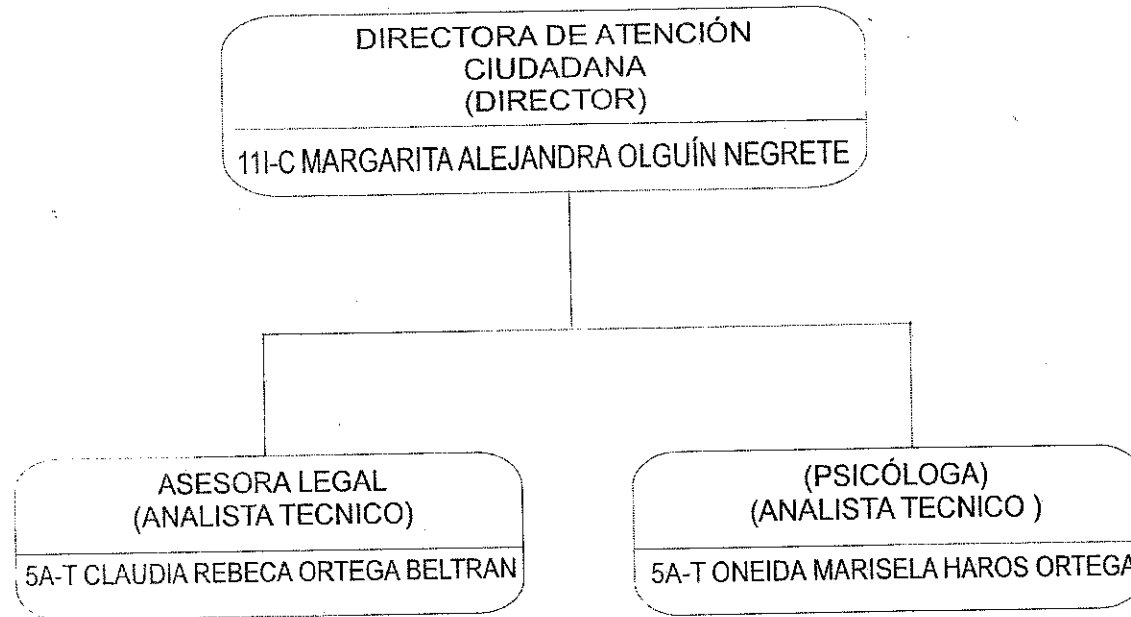 DIRECTORA DE ATENCIÓN
CIUDADANA
(DIRECTOR)
11I-C MARGARITA ALEJANDRA OLGUÍN NEGRETE
ASESORA LEGAL
(ANALISTA TECNICO)
5A-T CLAUDIA REBECA ORTEGA BELTRAN
(PSICÓLOGA)
(ANALISTA TECNICO )
5A-T ONEIDA MARISELA HAROS ORTEGA